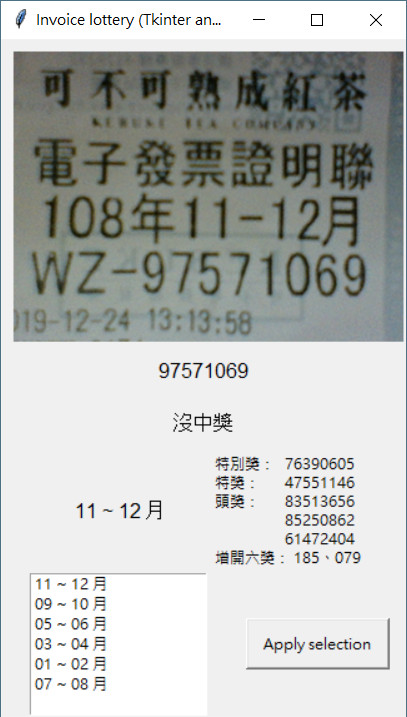 Invoice lottery (Tkinter an...
可不可熟成紅茶
KEBUKE TEA COMPANY
電子發票證明聯
108年11-12月
WZ-97571069
019-12-24 13:13:58
97571069
沒中獎
特別獎： 76390605
特獎： 47551146
頭獎： 83513656
85250862
61472404
增開六獎： 185、079
11 ~ 12 月
11 ~ 12 月
09 ~ 10 月
05 ~ 06 月
03 ~ 04 月
01 ~ 02 月
07 ~ 08 月
Apply selection